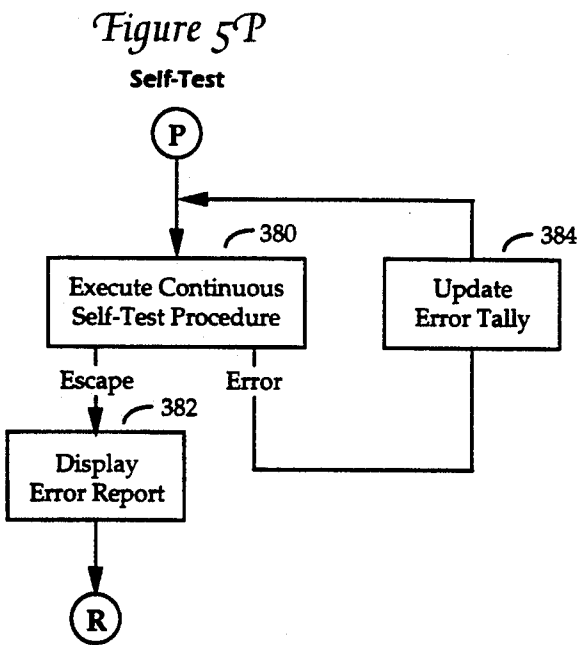 Figure 5P
Self-Test
P
380
384
Execute Continuous
Self-Test Procedure
Update
Error Tally
Escape
Error
382
Display
Error Report
R